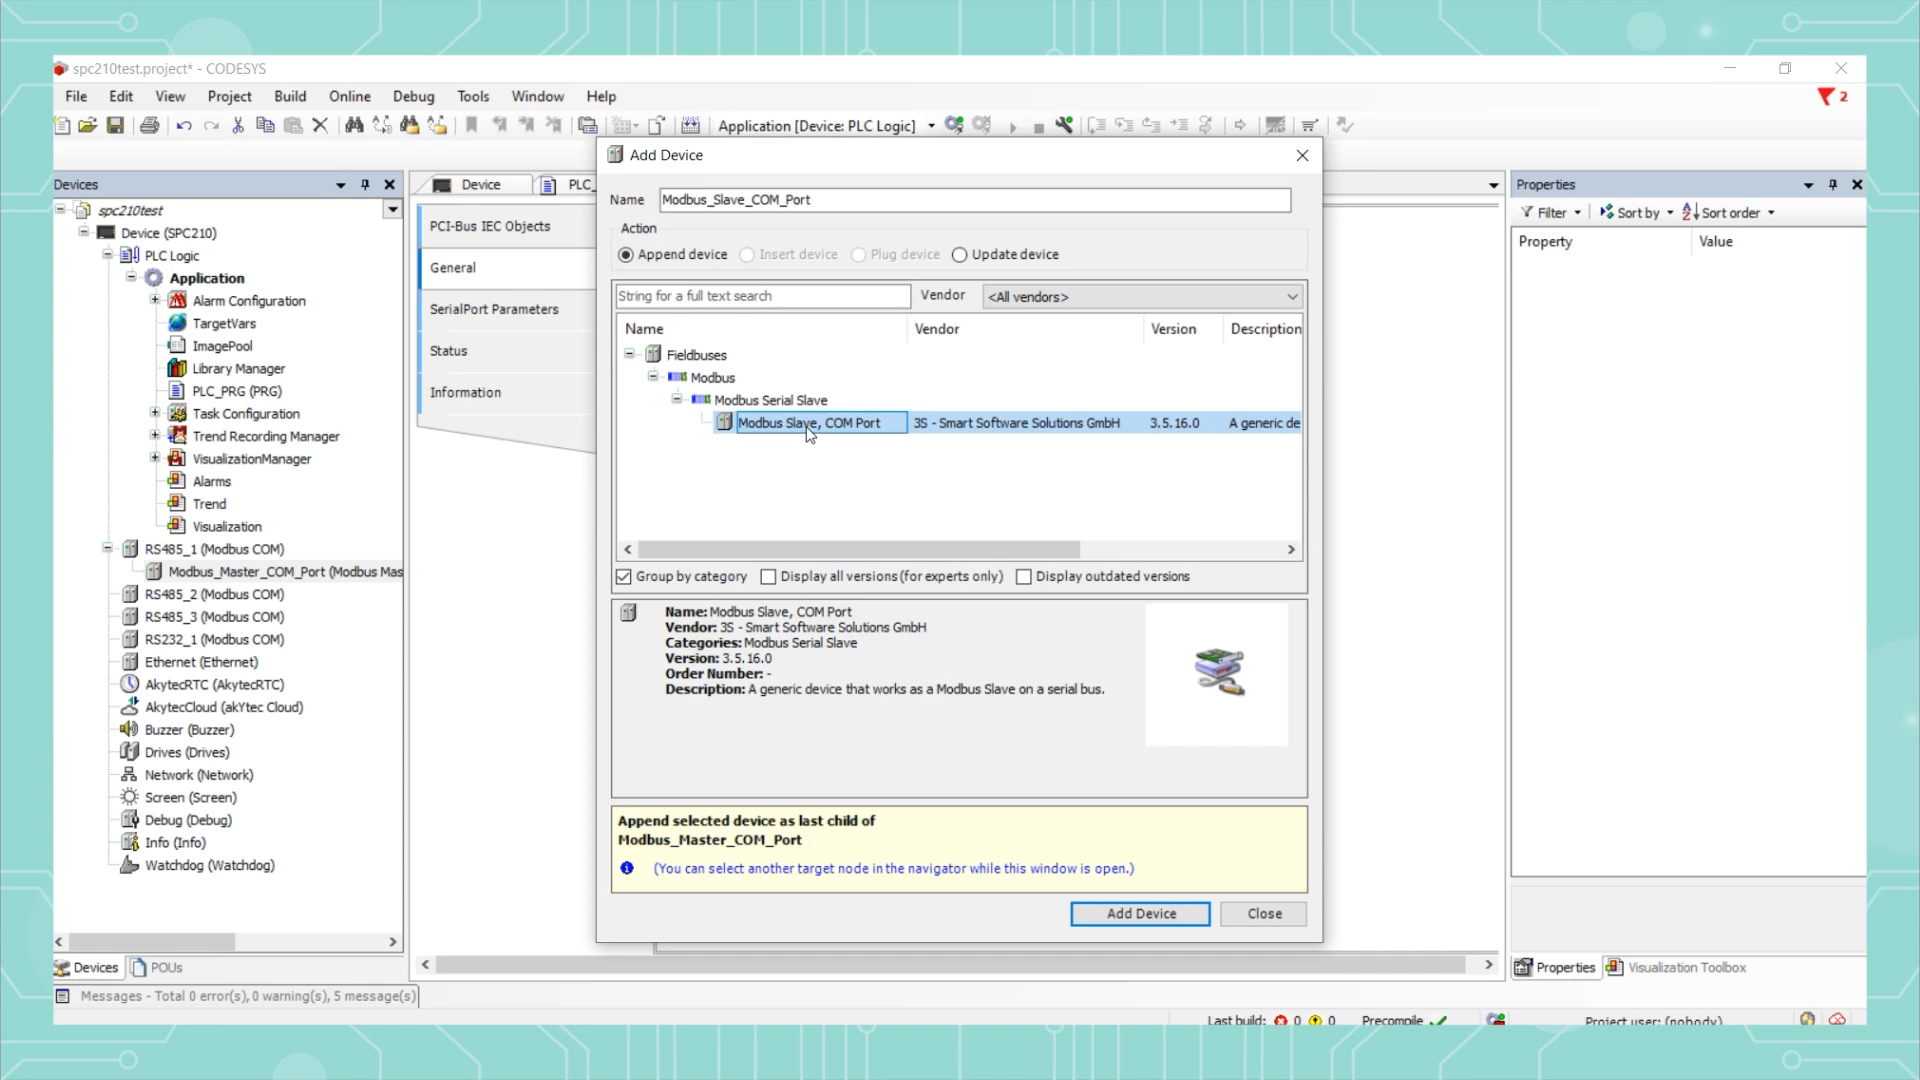 spc210test.project* - CODESYS
File Edit View Project Build Online Debug Tools Window Help
2
Application [Device: PLC Logic]
Devices
spc210test
Device (SPC210)
PLC Logic
Application
Alarm Configuration
TargetVars
ImagePool
Library Manager
PLC_PRG (PRG)
Task Configuration
Trend Recording Manager
VisualizationManager
Alarms
Trend
Visualization
RS485_1 (Modbus COM)
Modbus_Master_COM_Port (Modbus Mas
RS485_2 (Modbus COM)
RS485_3 (Modbus COM)
RS232_1 (Modbus COM)
Ethernet (Ethernet)
AkytecRTC (AkytecRTC)
AkytecCloud (akYtec Cloud)
Buzzer (Buzzer)
Drives (Drives)
Network (Network)
Screen (Screen)
Debug (Debug)
Info (Info)
Watchdog (Watchdog)
Devices POUs
Device PLC_
PCI-Bus IEC Objects
General
SerialPort Parameters
Status
Information
Add Device
Name Modbus_Slave_COM_Port
Action
Append device Insert device Plug device Update device
String for a full text search Vendor <All vendors>
Name Vendor Version Description
Fieldbuses
Modbus
Modbus Serial Slave
Modbus Slave, COM Port 3S - Smart Software Solutions GmbH 3.5.16.0 A generic de
Group by category Display all versions (for experts only) Display outdated versions
Name: Modbus Slave, COM Port
Vendor: 3S - Smart Software Solutions GmbH
Categories: Modbus Serial Slave
Version: 3.5.16.0
Order Number: -
Description: A generic device that works as a Modbus Slave on a serial bus.
Append selected device as last child of
Modbus_Master_COM_Port
(You can select another target node in the navigator while this window is open.)
Add Device Close
Properties
Filter Sort by Sort order
Property Value
Properties Visualization Toolbox
Messages - Total 0 error(s), 0 warning(s), 5 message(s)
Last build: 0 0 Precompile Project user: (nobody)